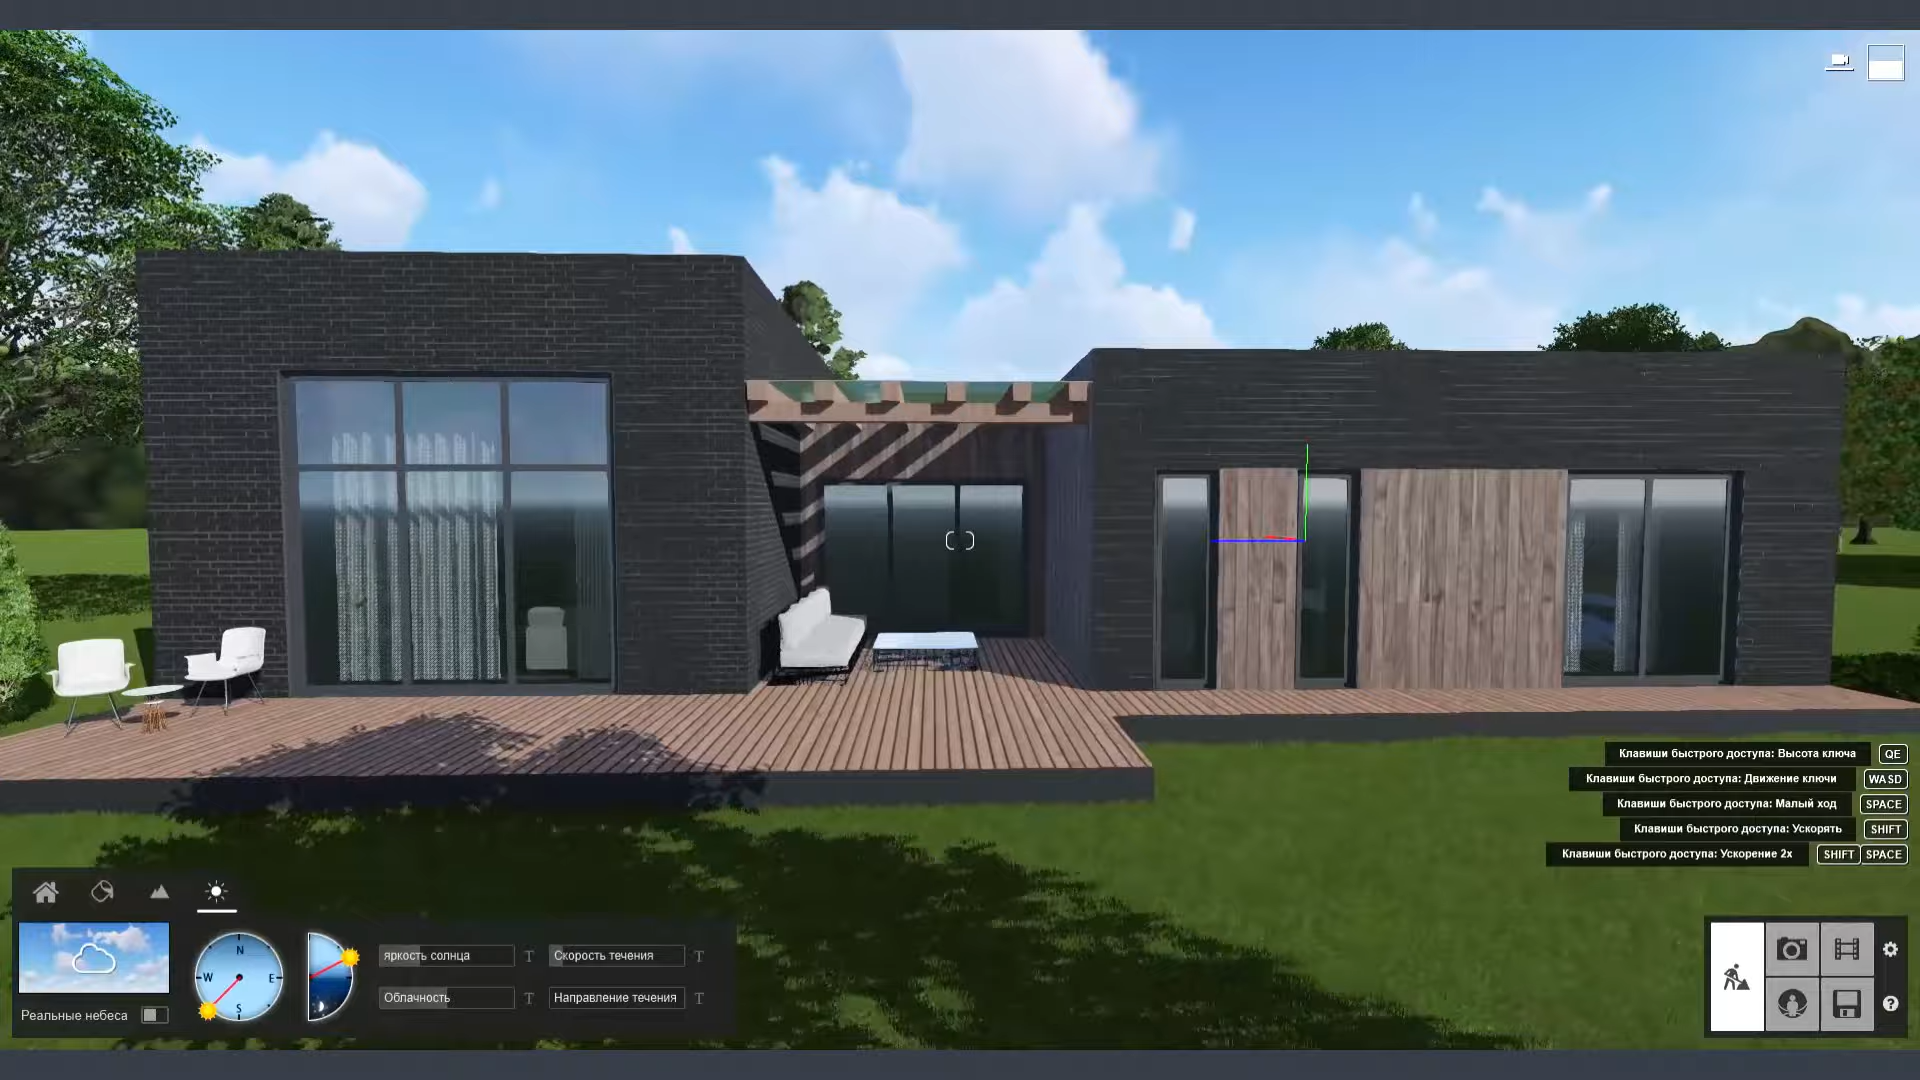 Клавиши быстрого доступа: Высота ключа QE
Клавиши быстрого доступа: Движение ключи WASD
Клавиши быстрого доступа: Малый ход SPACE
Клавиши быстрого доступа: Ускорять SHIFT
Клавиши быстрого доступа: Ускорение 2x SHIFT SPACE
N
W E
S
яркость солнца T Скорость течения T
Облачность T Направление течения T
Реальные небеса
?